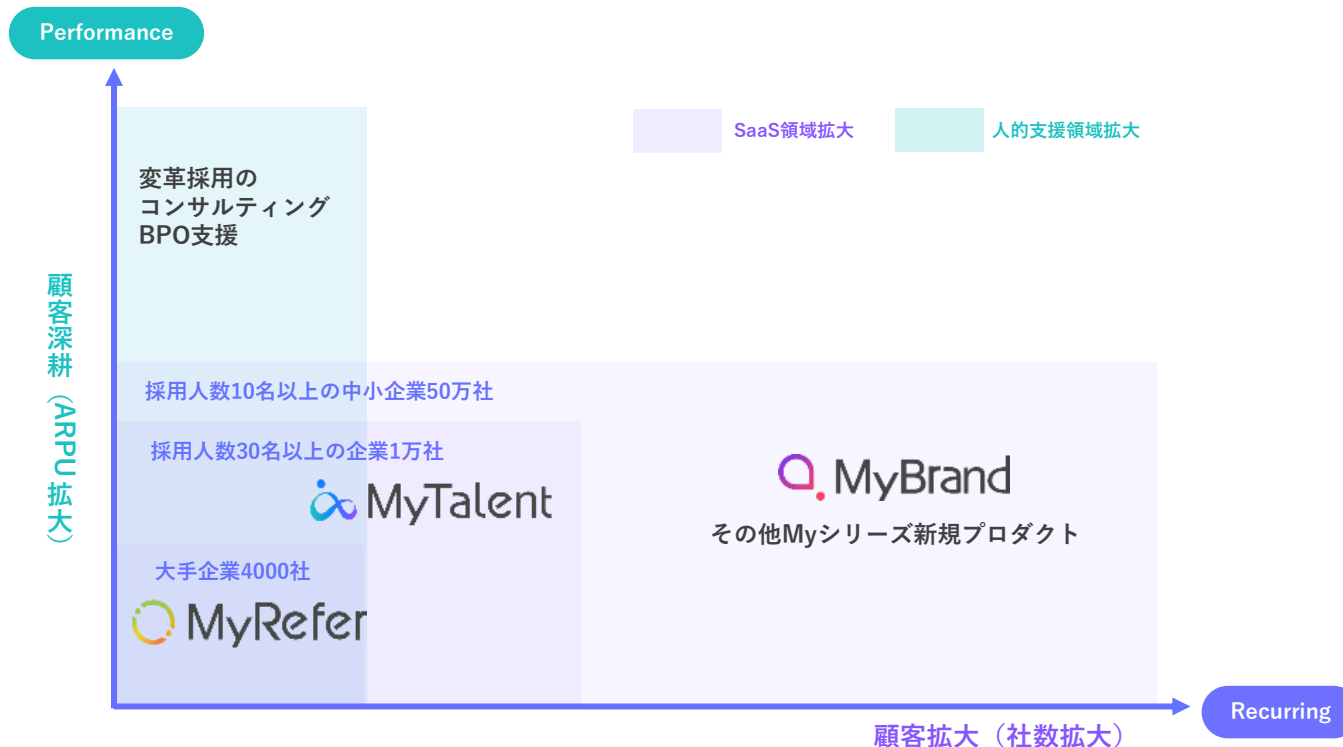 Performance
SaaS領域拡大
人的支援領域拡大
変革採用の
コンサルティング
BPO支援
顧客深耕（ARPU拡大）
採用人数10名以上の中小企業50万社
採用人数30名以上の企業1万社
MyTalent
MyBrand
その他Myシリーズ新規プロダクト
大手企業4000社
MyRefer
Recurring
顧客拡大（社数拡大）